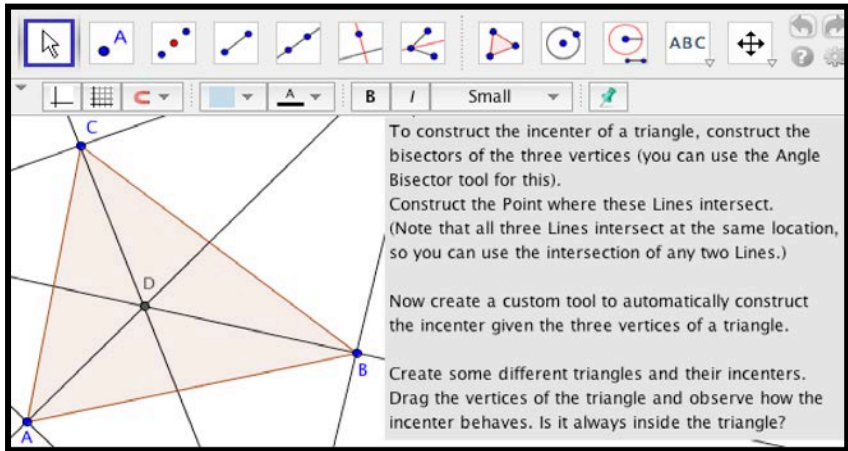 A
ABC
A
B
I
Small
C
D
B
A
To construct the incenter of a triangle, construct the
bisectors of the three vertices (you can use the Angle
Bisector tool for this).
Construct the Point where these Lines intersect.
(Note that all three Lines intersect at the same location,
so you can use the intersection of any two Lines.)
Now create a custom tool to automatically construct
the incenter given the three vertices of a triangle.
Create some different triangles and their incenters.
Drag the vertices of the triangle and observe how the
incenter behaves. Is it always inside the triangle?